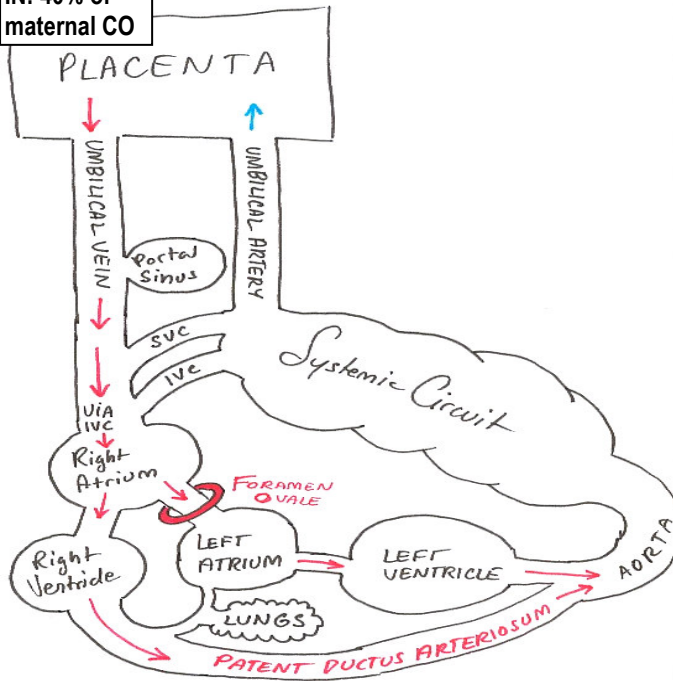 maternal CO
PLACENTA
UMBILICAL VEIN
UMBILICAL ARTERY
Portal
Sinus
SVC
IVC
Systemic Circuit
VIA
IVC
Right
Atrium
FORAMEN
OVALE
Right
Ventricle
LEFT
ATRIUM
LEFT
VENTRICLE
AORTA
LUNGS
PATENT DUCTUS ARTERIOSUM